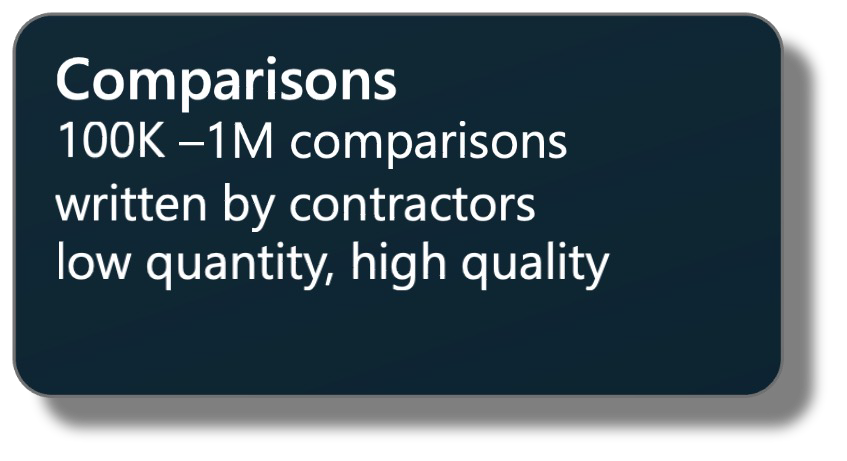 Comparisons
100K –1M comparisons
written by contractors
low quantity, high quality